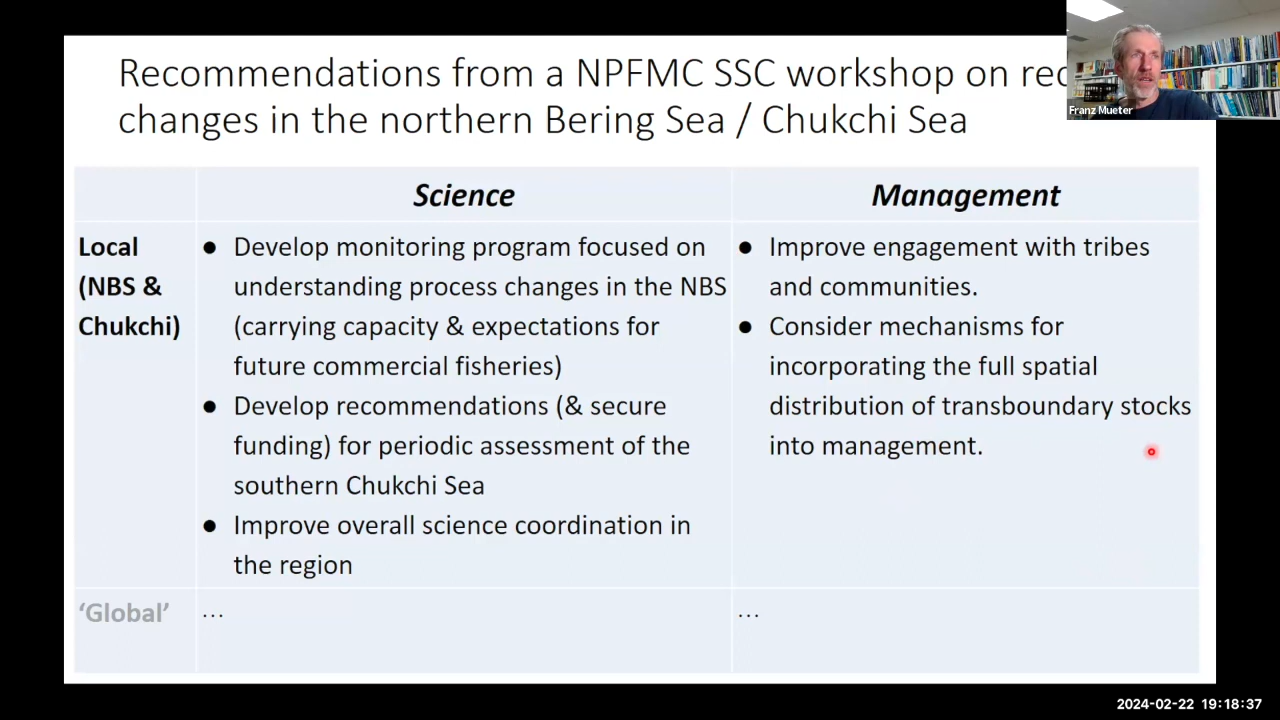 Recommendations from a NPFMC SSC workshop on
changes in the northern Bering Sea / Chukchi Sea
Franz Mueter
Science
Management
Local
(NBS &
Chukchi)
● Develop monitoring program focused on
understanding process changes in the NBS
(carrying capacity & expectations for
future commercial fisheries)
● Develop recommendations (& secure
funding) for periodic assessment of the
southern Chukchi Sea
● Improve overall science coordination in
the region
● Improve engagement with tribes
and communities.
● Consider mechanisms for
incorporating the full spatial
distribution of transboundary stocks
into management.
‘Global’
...
...
2024-02-22 19:18:37